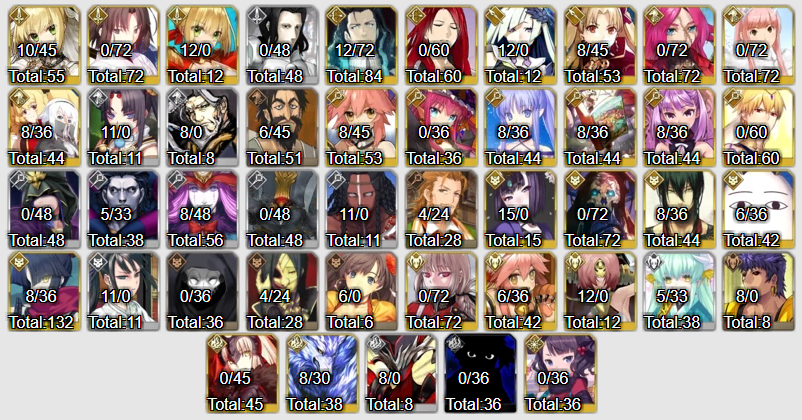 10/45 0/72 12/0 0/48 12/72 0/60 12/0 8/45 0/72 0/72
Total:55 Total:72 Total:12 Total:48 Total:84 Total:60 Total:12 Total:53 Total:72 Total:72
8/36 11/0 8/0 6/45 8/45 0/36 8/36 8/36 8/36 0/60
Total:44 Total:11 Total:8 Total:51 Total:53 Total:36 Total:44 Total:44 Total:44 Total:60
0/48 5/33 8/48 0/48 11/0 4/24 15/0 0/72 8/36 6/36
Total:48 Total:38 Total:56 Total:48 Total:11 Total:28 Total:15 Total:72 Total:44 Total:42
8/36 11/0 0/36 4/24 6/0 0/72 6/36 12/0 5/33 8/0
Total:132 Total:11 Total:36 Total:28 Total:6 Total:72 Total:42 Total:12 Total:38 Total:8
0/45 8/30 8/0 0/36 0/36
Total:45 Total:38 Total:8 Total:36 Total:36